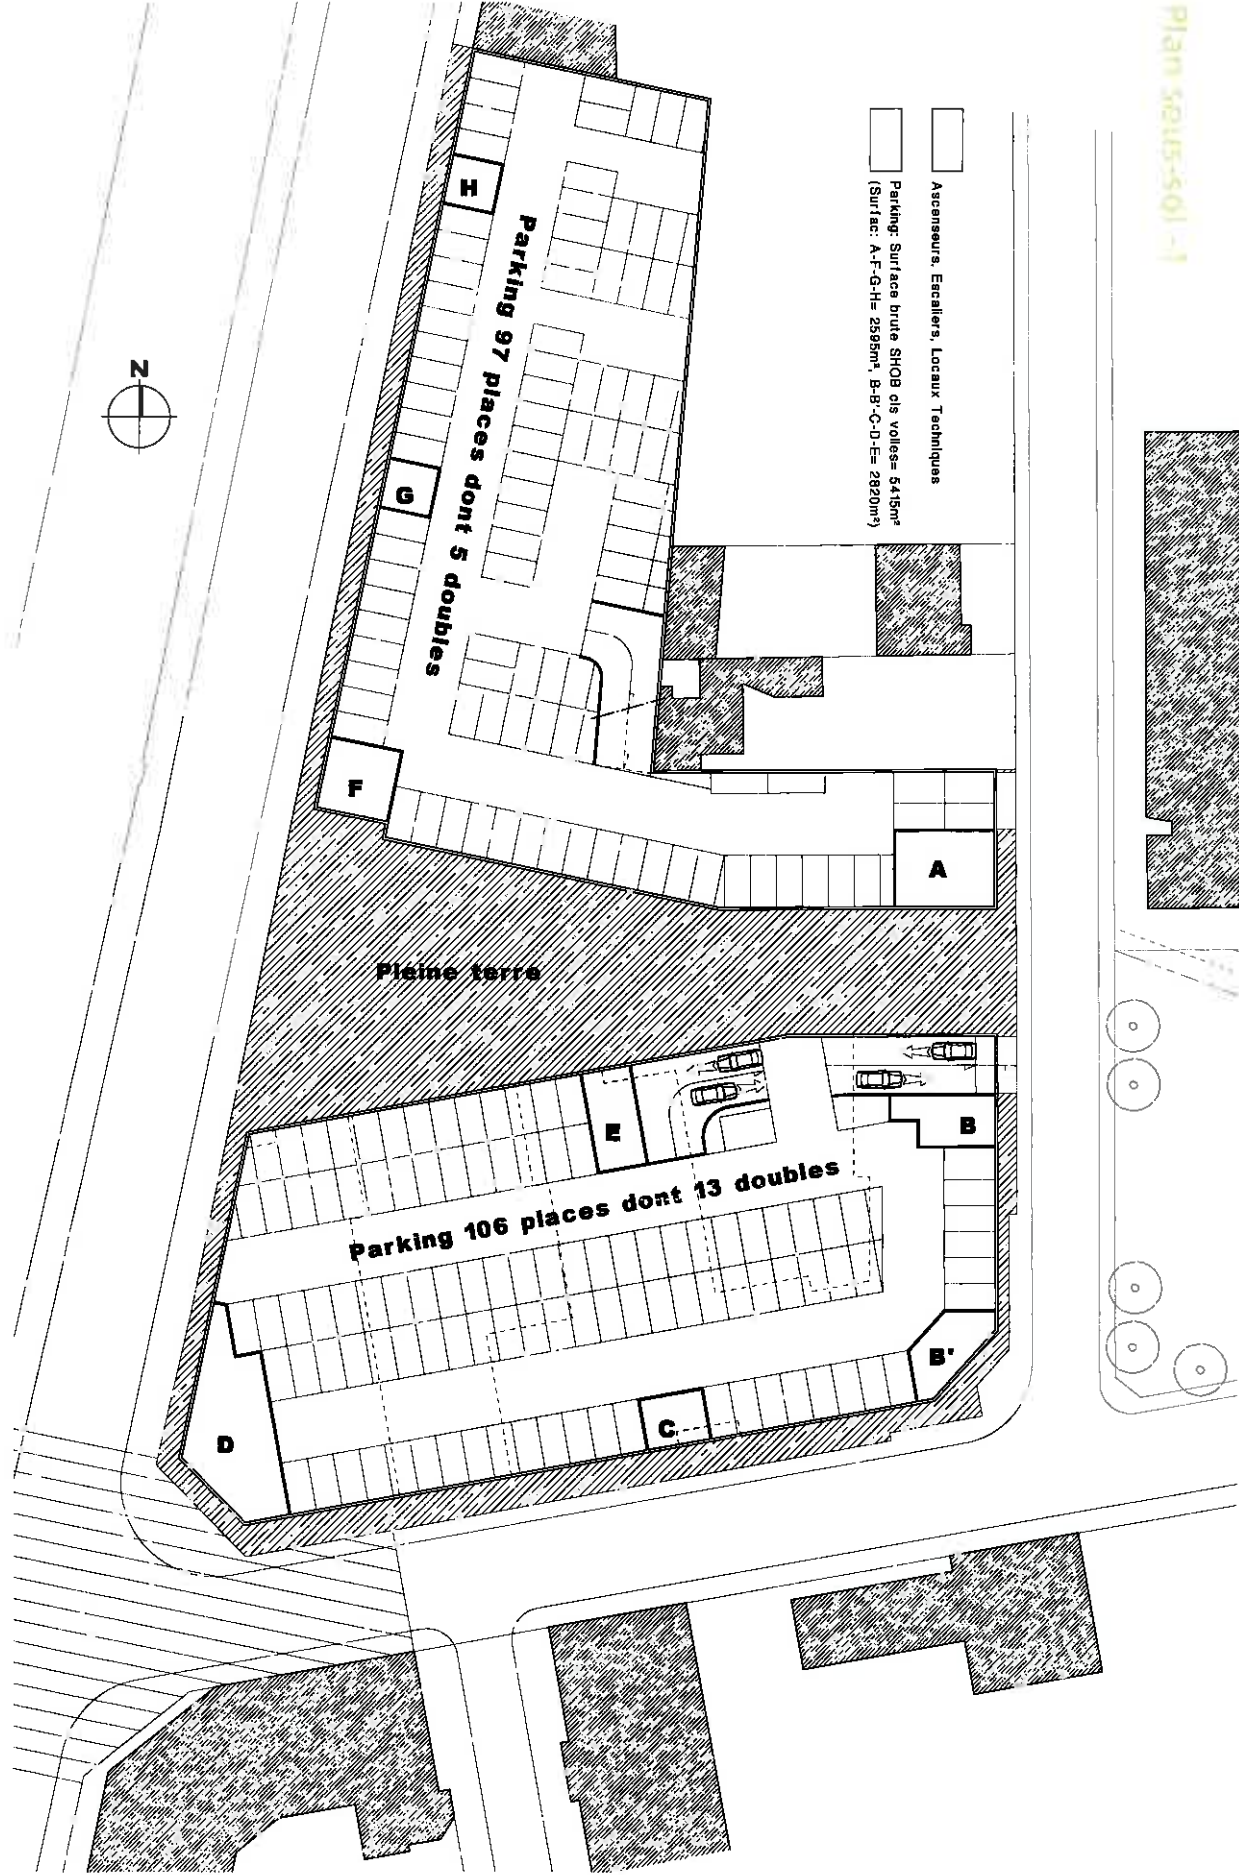 Plan sous-sol -1
Ascenseurs, Escaliers, Locaux Techniques
Parking: Surface brute SHOB cls voiles= 5415m²
(Surfac: A-F-G-H= 2595m², B-B'-C-D-E= 2820m²)
H
Parking 97 places dont 5 doubles
N
G
F
A
Pleine terre
E
B
Parking 106 places dont 13 doubles
B'
C
D